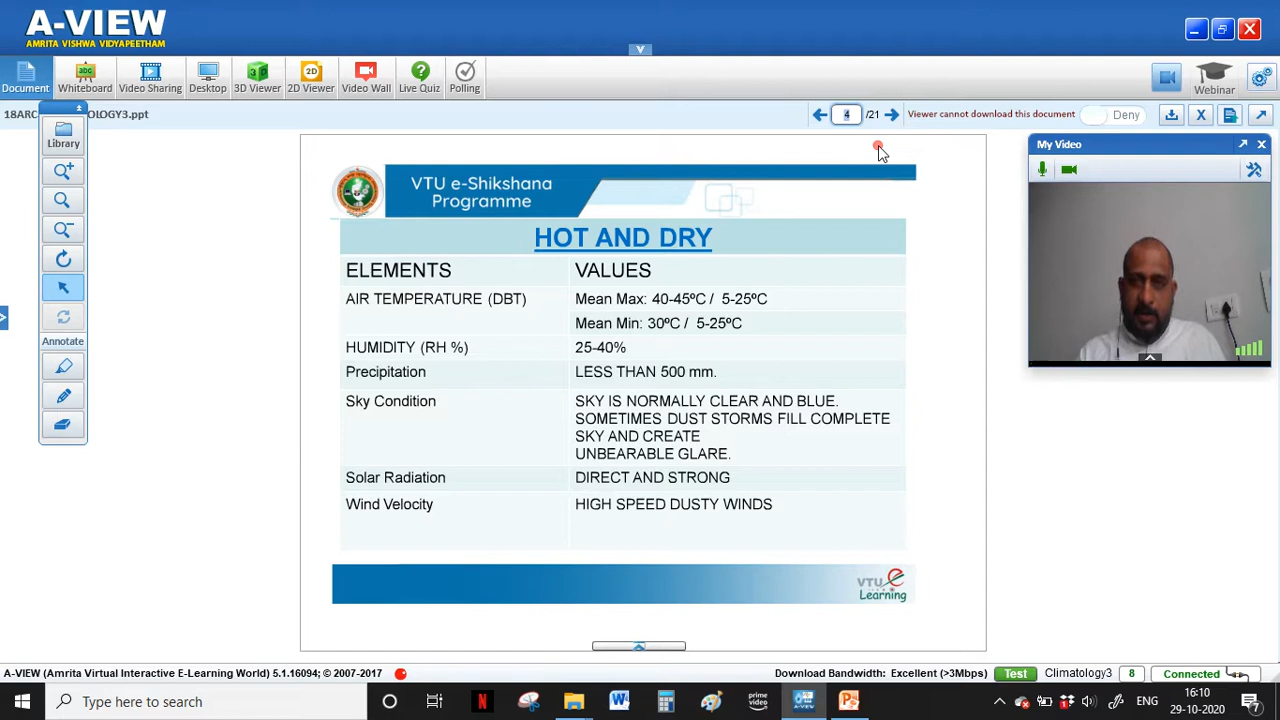 A-VIEW
AMRITA VISHWA VIDYAPEETHAM
V
Document
abc
Whiteboard
Video Sharing
Desktop
3D
3D Viewer
2D
2D Viewer
Video Wall
Live Quiz
Polling
Webinar
18ARC
OLOGY3.ppt
4 /21
Viewer cannot download this document
Deny
X
Library
Annotate
My Video
VTU e-Shikshana
Programme
HOT AND DRY
ELEMENTS VALUES
AIR TEMPERATURE (DBT) Mean Max: 40-45ºC / 5-25ºC
Mean Min: 30ºC / 5-25ºC
HUMIDITY (RH %) 25-40%
Precipitation LESS THAN 500 mm.
Sky Condition SKY IS NORMALLY CLEAR AND BLUE.
SOMETIMES DUST STORMS FILL COMPLETE
SKY AND CREATE
UNBEARABLE GLARE.
Solar Radiation DIRECT AND STRONG
Wind Velocity HIGH SPEED DUSTY WINDS
VTU e
Learning
A-VIEW (Amrita Virtual Interactive E-Learning World) 5.1.16094; © 2007-2017
Download Bandwidth: Excellent (>3Mbps) Test Climatology3 8 Connected
Type here to search
N
W
prime
video
P
ENG
16:10
29-10-2020
7